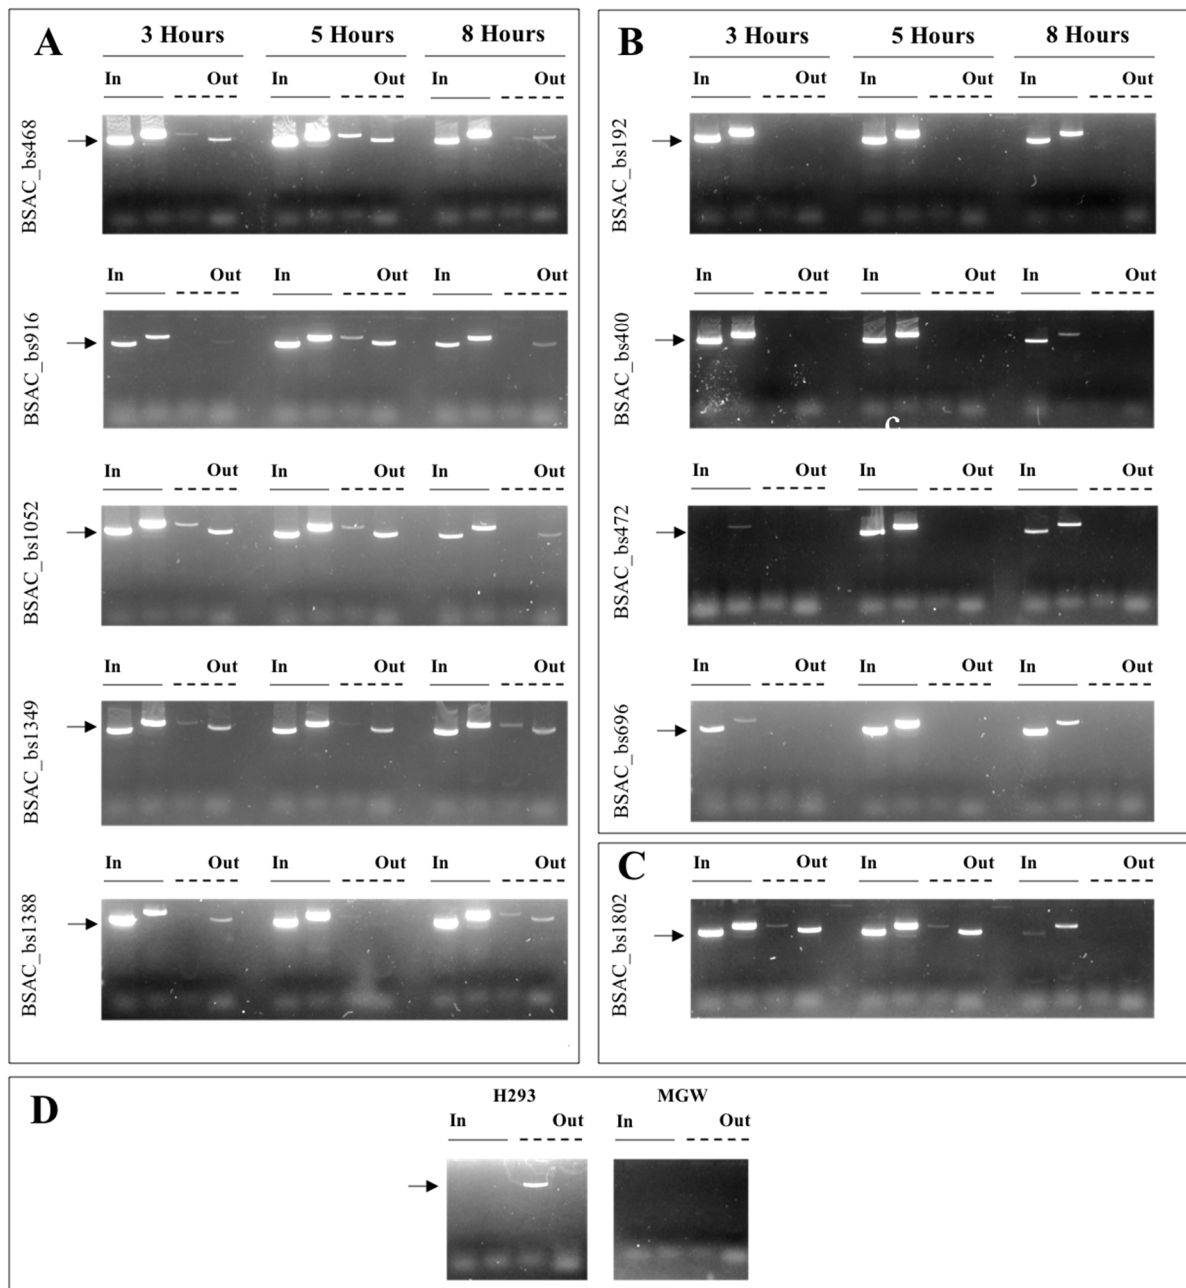 A
3 Hours 5 Hours 8 Hours
In Out In Out In Out
BSAC_bs468
In Out In Out In Out
BSAC_bs916
In Out In Out In Out
BSAC_bs1052
In Out In Out In Out
BSAC_bs1349
In Out In Out In Out
BSAC_bs1388
B
3 Hours 5 Hours 8 Hours
In Out In Out In Out
BSAC_bs192
In Out In Out In Out
BSAC_bs400
c
In Out In Out In Out
BSAC_bs472
In Out In Out In Out
BSAC_bs696
C
In Out In Out In Out
BSAC_bs1802
D
H293 MGW
In Out In Out